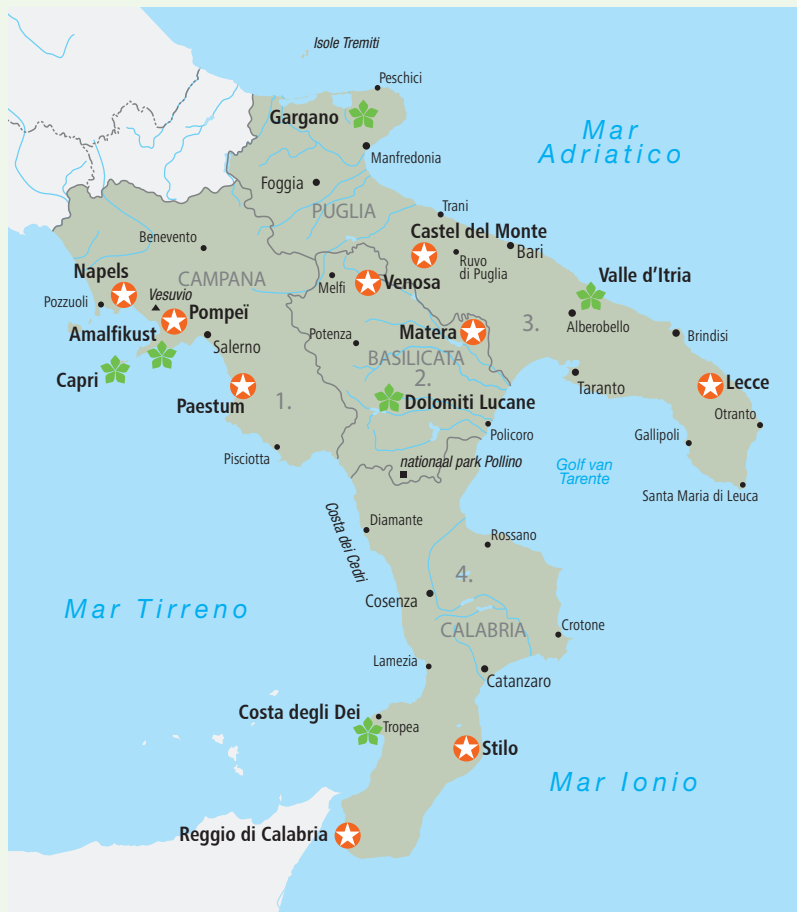 Isole Tremiti
Peschici
Gargano
Mar
Adriatico
Manfredonia
Foggia
PUGLIA
Trani
Castel del Monte
Bari
Ruvo
di Puglia
Benevento
CAMPANA
Napels
Vesuvio
Pozzuoli
Pompeï
Melfi
Venosa
Valle d'Itria
Amalfikust
Salerno
Potenza
Matera
3.
Alberobello
Brindisi
BASILICATA
2.
Capri
Paestum
1.
Dolomiti Lucane
Taranto
Lecce
Otranto
Policoro
Gallipoli
Pisciotta
nationaal park Pollino
Golf van
Tarente
Santa Maria di Leuca
Costa dei Cedri
Diamante
Rossano
4.
Mar Tirreno
Cosenza
CALABRIA
Crotone
Lamezia
Catanzaro
Costa degli Dei
Tropea
Stilo
Mar Ionio
Reggio di Calabria